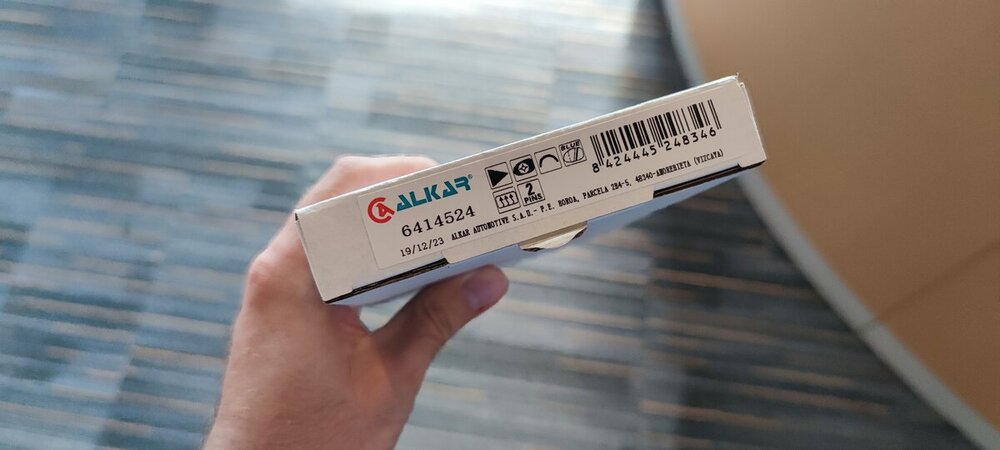 ALKAR®
BLUE
2
PINS
8 424445 248346
6414524
19/12/23 ALKAR AUTOMOTIVE S.A.U.- P.E. BOROA, PARCELA 2B4-5, 48340-AMOREBIETA (VIZCAYA)